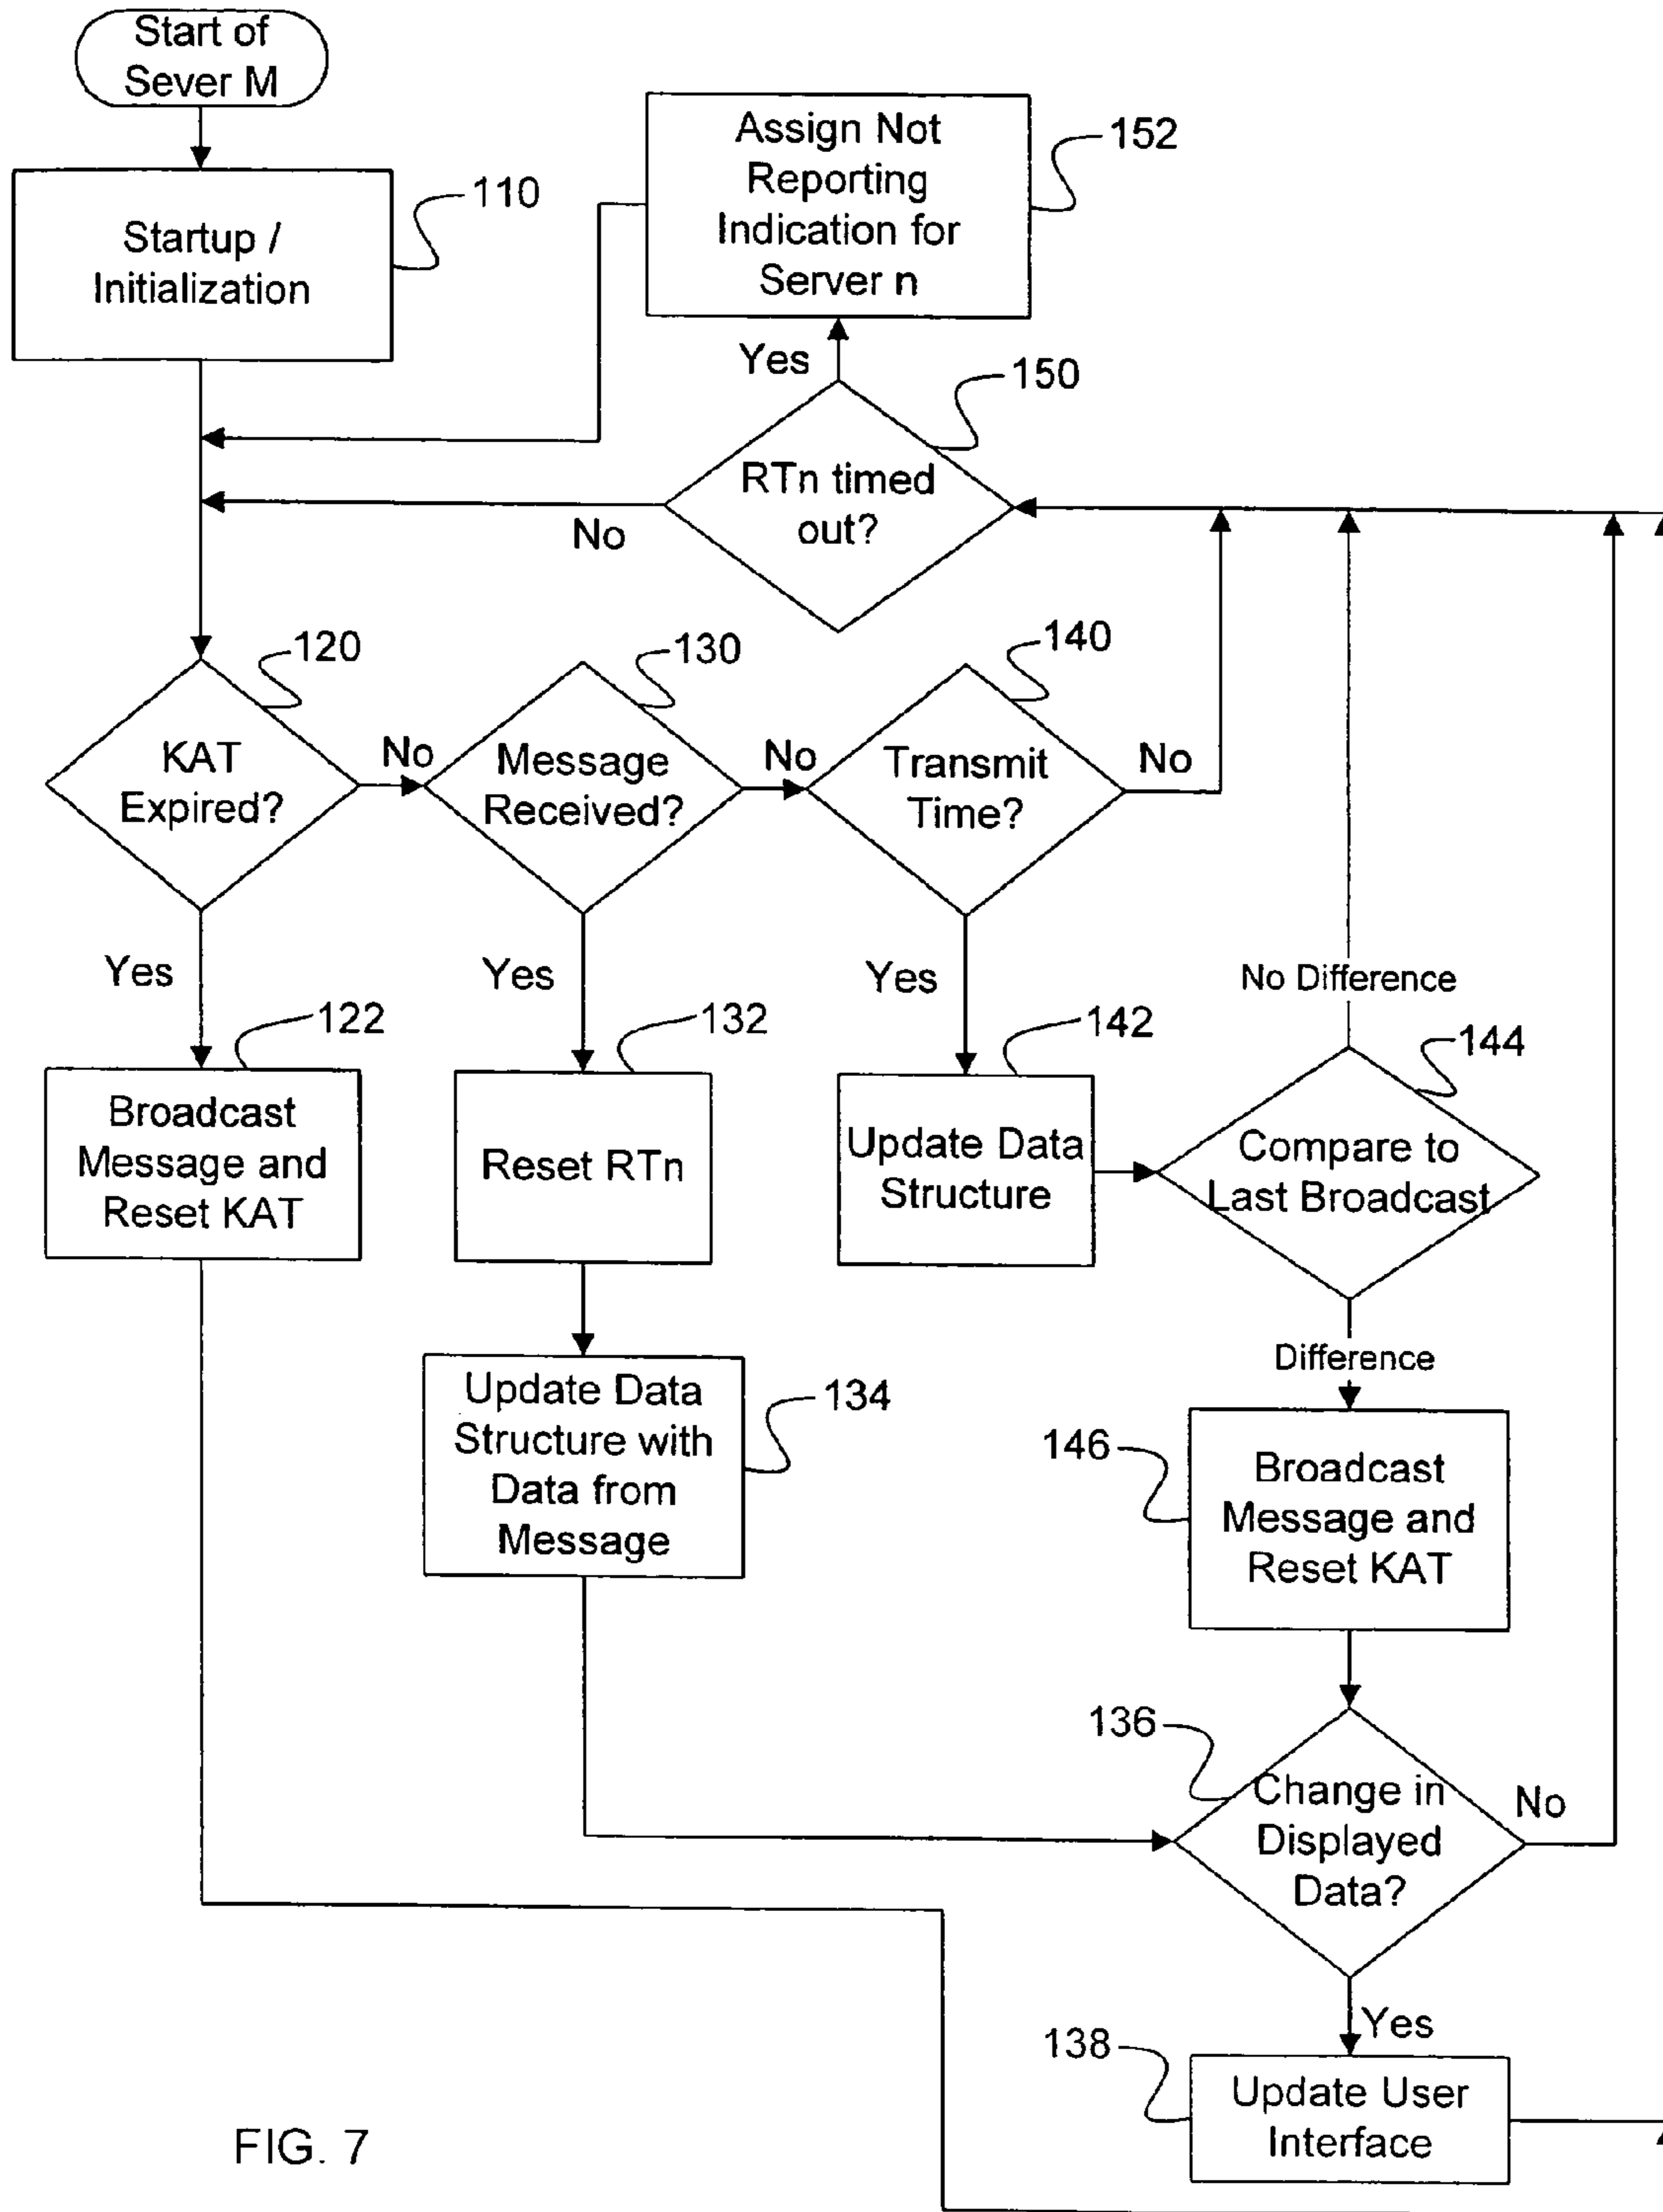 Start of
Sever M
Assign Not
Reporting
Indication for
Server n
152
110
Startup /
Initialization
Yes
150
RTn timed
out?
No
120
130
140
KAT
Expired?
No
Message
Received?
No
Transmit
Time?
No
Yes
Yes
Yes
No Difference
122
132
142
144
Broadcast
Message and
Reset KAT
Reset RTn
Update Data
Structure
Compare to
Last Broadcast
Difference
Update Data
Structure with
Data from
Message
134
146
Broadcast
Message and
Reset KAT
136
Change in
Displayed
Data?
No
Yes
138
Update User
Interface
FIG. 7